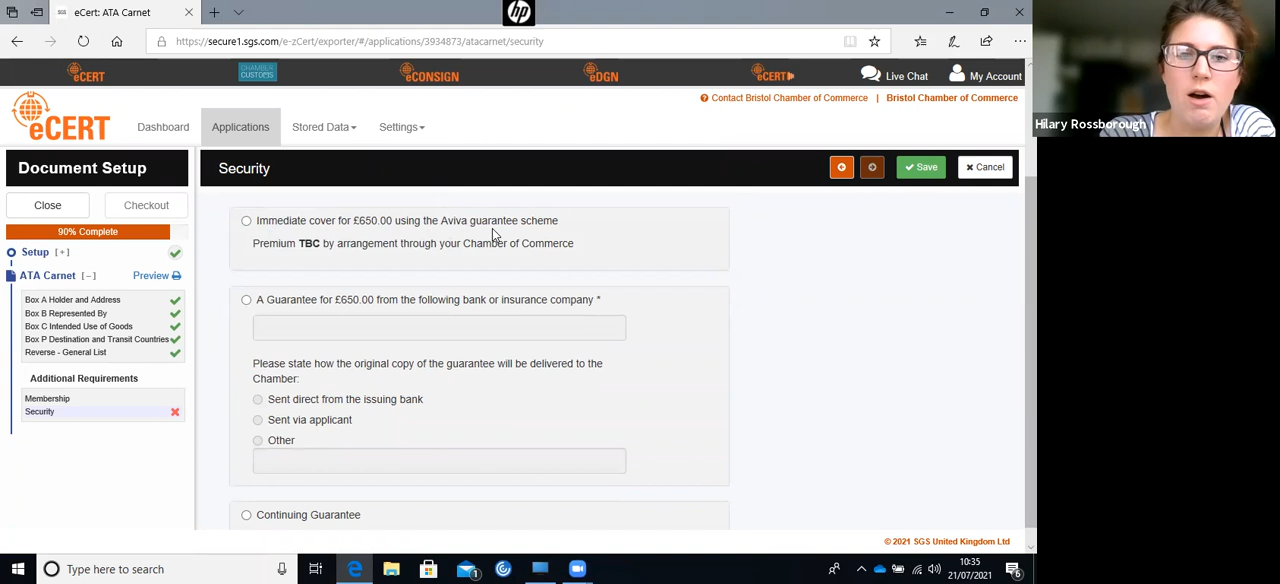 SGS eCert: ATA Carnet
hp
https://secure1.sgs.com/e-zCert/exporter/#/applications/3934873/atacarnet/security
eCERT
CHAMBER CUSTOMS
eCONSIGN
eDGN
eCERT
Live Chat
My Account
Contact Bristol Chamber of Commerce | Bristol Chamber of Commerce
eCERT
Dashboard
Applications
Stored Data
Settings
Hilary Rossborough
Document Setup
Security
Save
Cancel
Close
Checkout
90% Complete
Setup [+]
ATA Carnet [−]
Preview
Box A Holder and Address
Box B Represented By
Box C Intended Use of Goods
Box P Destination and Transit Countries
Reverse - General List
Additional Requirements
Membership
Security
Immediate cover for £650.00 using the Aviva guarantee scheme
Premium TBC by arrangement through your Chamber of Commerce
A Guarantee for £650.00 from the following bank or insurance company *
Please state how the original copy of the guarantee will be delivered to the
Chamber:
Sent direct from the issuing bank
Sent via applicant
Other
Continuing Guarantee
© 2021 SGS United Kingdom Ltd
Type here to search
1
10:35
21/07/2021
6